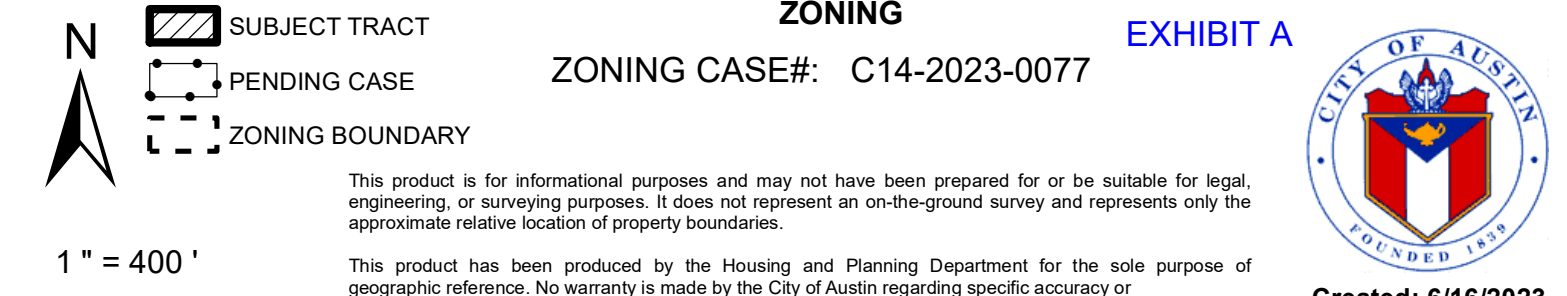 ZONING
EXHIBIT A
ZONING CASE#: C14-2023-0077
N
SUBJECT TRACT
PENDING CASE
ZONING BOUNDARY
1 " = 400 '
This product is for informational purposes and may not have been prepared for or be suitable for legal,
engineering, or surveying purposes. It does not represent an on-the-ground survey and represents only the
approximate relative location of property boundaries.
This product has been produced by the Housing and Planning Department for the sole purpose of
geographic reference. No warranty is made by the City of Austin regarding specific accuracy or
CITY OF AUSTIN
FOUNDED 1839
Created: 6/16/2023